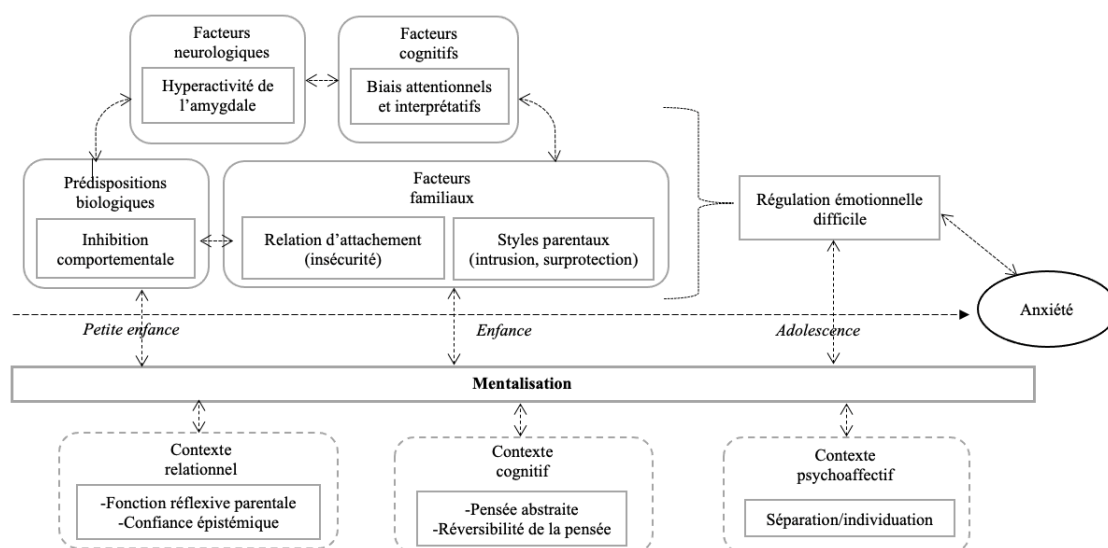 Facteurs
neurologiques
Hyperactivité de
l'amygdale
Facteurs
cognitifs
Biais attentionnels
et interprétatifs
Prédispositions
biologiques
Inhibition
comportementale
Facteurs
familiaux
Relation d'attachement
(insécurité)
Styles parentaux
(intrusion, surprotection)
Régulation émotionnelle
difficile
Anxiété
Petite enfance
Enfance
Adolescence
Mentalisation
Contexte
relationnel
-Fonction réflexive parentale
-Confiance épistémique
Contexte
cognitif
-Pensée abstraite
-Réversibilité de la pensée
Contexte
psychoaffectif
Séparation/individuation